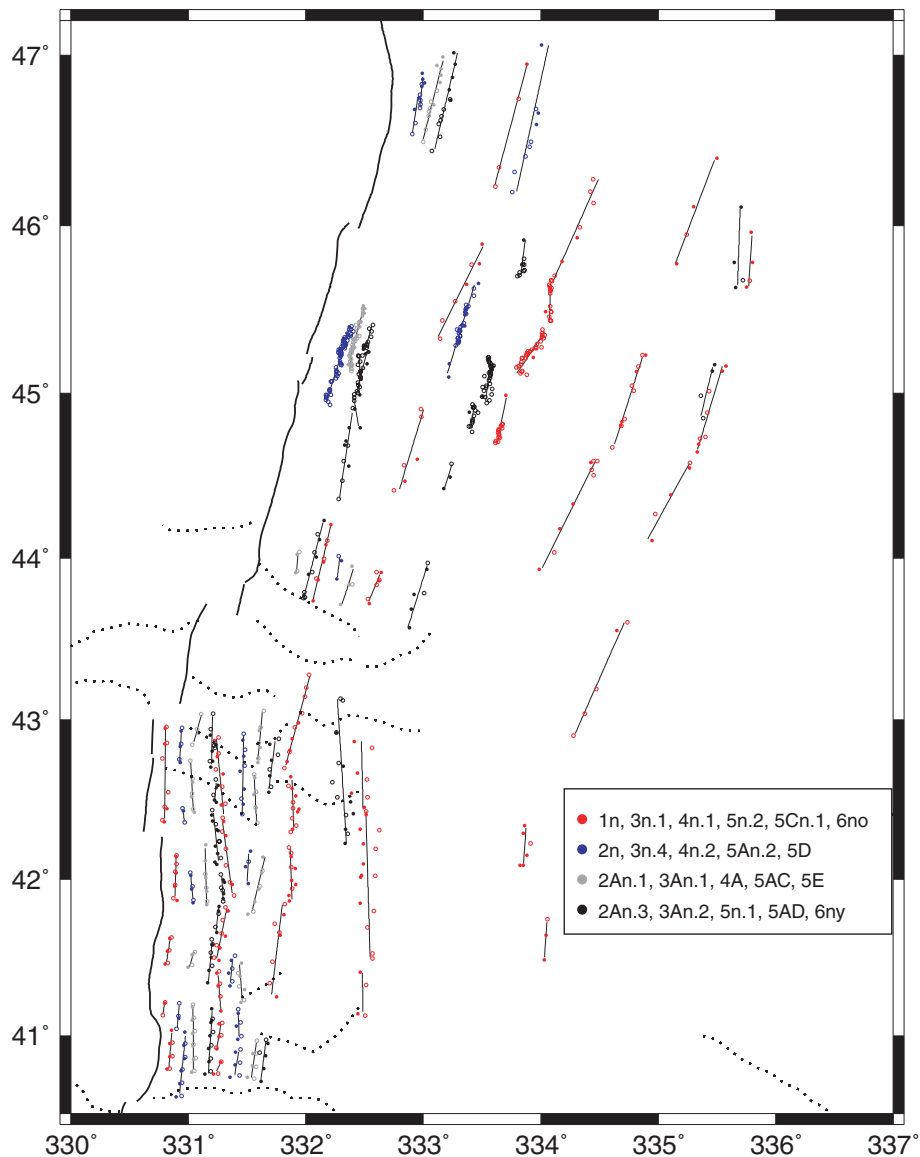 47°
46°
45°
44°
43°
42°
41°
1n, 3n.1, 4n.1, 5n.2, 5Cn.1, 6no
2n, 3n.4, 4n.2, 5An.2, 5D
2An.1, 3An.1, 4A, 5AC, 5E
2An.3, 3An.2, 5n.1, 5AD, 6ny
330° 331° 332° 333° 334° 335° 336° 337°